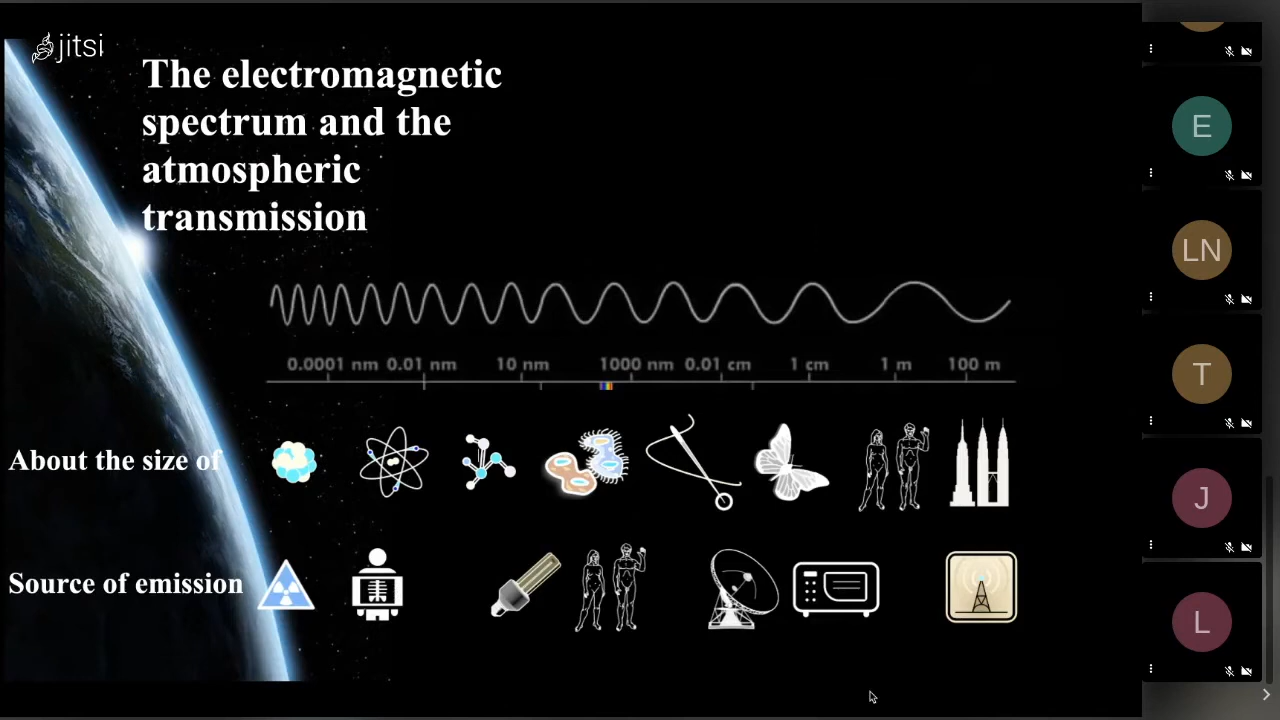 jitsi
The electromagnetic
spectrum and the
atmospheric
transmission
0.0001 nm 0.01 nm 10 nm 1000 nm 0.01 cm 1 cm 1 m 100 m
About the size of
Source of emission
E
LN
T
J
L